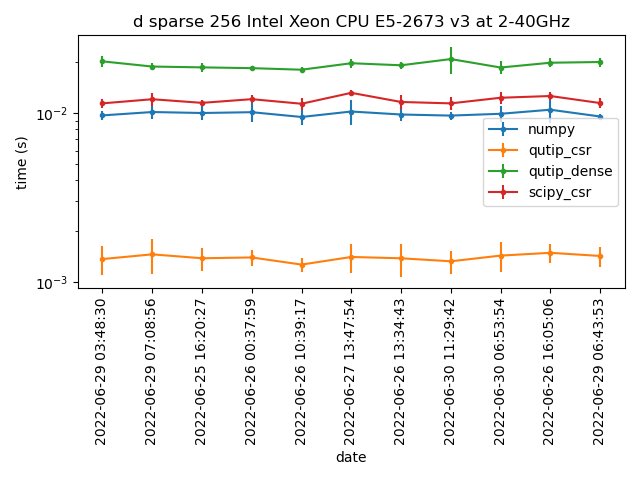 d sparse 256 Intel Xeon CPU E5-2673 v3 at 2-40GHz
time (s)
10⁻²
10⁻³
numpy
qutip_csr
qutip_dense
scipy_csr
2022-06-29 03:48:30
2022-06-29 07:08:56
2022-06-25 16:20:27
2022-06-26 00:37:59
2022-06-26 10:39:17
2022-06-27 13:47:54
2022-06-26 13:34:43
2022-06-30 11:29:42
2022-06-30 06:53:54
2022-06-26 16:05:06
2022-06-29 06:43:53
date